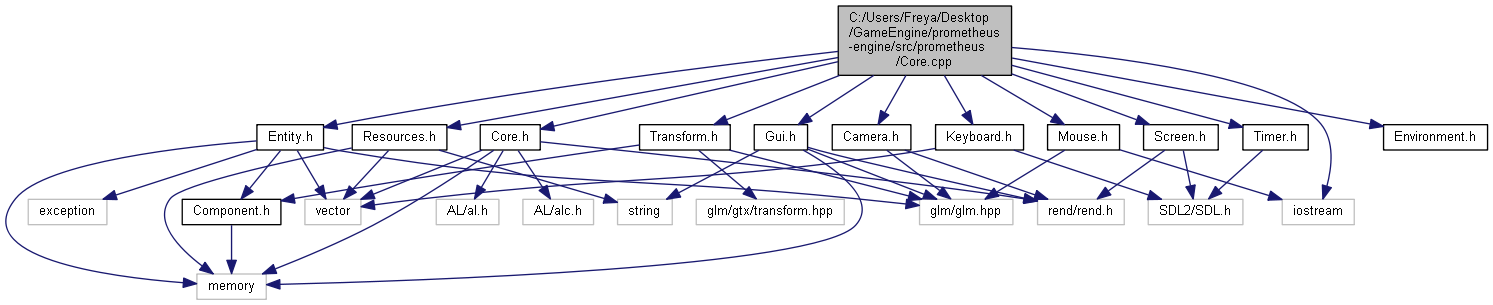 C:/Users/Freya/Desktop
/GameEngine/prometheus
-engine/src/prometheus
/Core.cpp
Entity.h
Resources.h
Core.h
Transform.h
Gui.h
Camera.h
Keyboard.h
Mouse.h
Screen.h
Timer.h
Environment.h
exception
Component.h
vector
AL/al.h
AL/alc.h
string
glm/gtx/transform.hpp
glm/glm.hpp
rend/rend.h
SDL2/SDL.h
iostream
memory